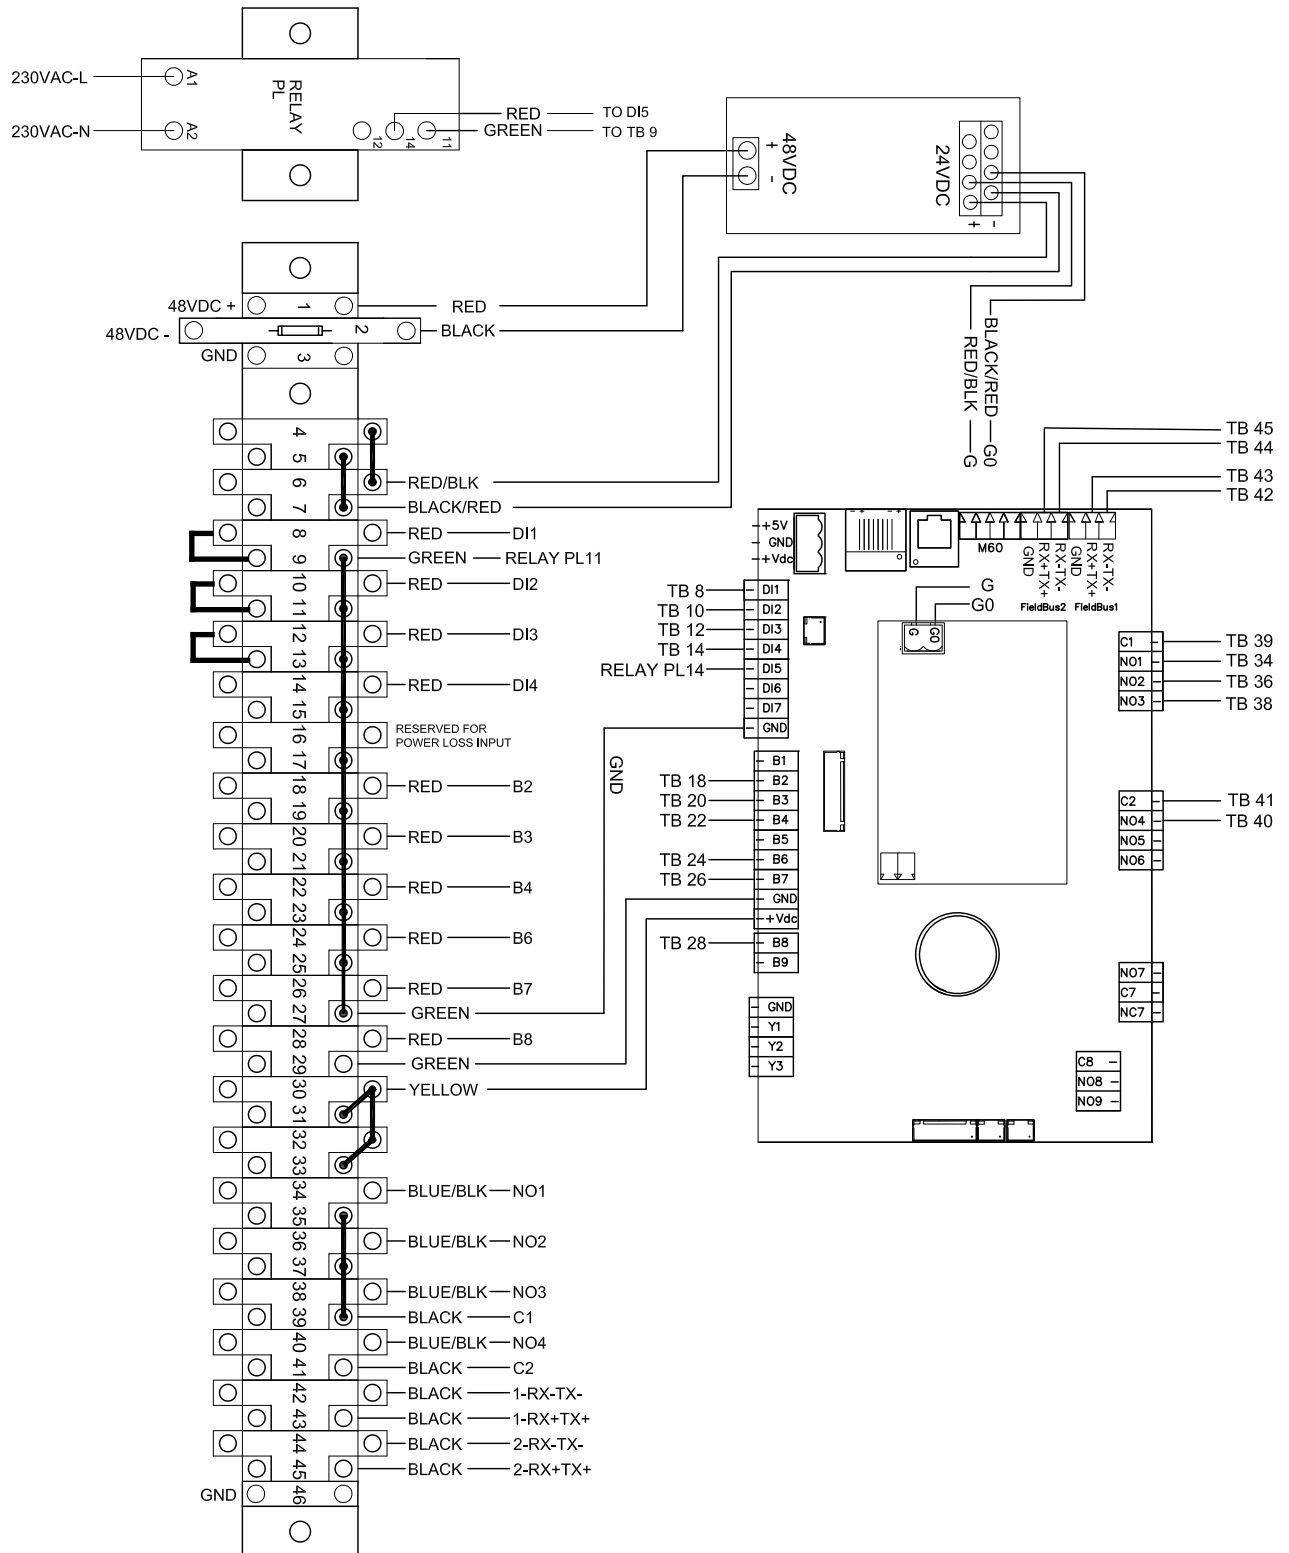 230VAC-L
A1
RELAY
PL
230VAC-N
A2
12
14
11
RED
TO DI5
GREEN
TO TB 9
48VDC
+
-
24VDC
+
-
48VDC +
1
RED
48VDC -
2
BLACK
GND
3
BLACK/RED
G0
RED/BLK
G
4
5
6
RED/BLK
7
BLACK/RED
8
RED
DI1
9
GREEN
RELAY PL11
10
RED
DI2
11
12
RED
DI3
13
14
RED
DI4
15
16
RESERVED FOR
POWER LOSS INPUT
17
18
RED
B2
19
20
RED
B3
21
22
RED
B4
23
24
RED
B6
25
26
RED
B7
27
GREEN
28
RED
B8
29
GREEN
30
YELLOW
31
32
33
34
BLUE/BLK
NO1
35
36
BLUE/BLK
NO2
37
38
BLUE/BLK
NO3
39
BLACK
C1
40
BLUE/BLK
NO4
41
BLACK
C2
42
BLACK
1-RX-TX-
43
BLACK
1-RX+TX+
44
BLACK
2-RX-TX-
45
BLACK
2-RX+TX+
GND
46
GND
TB 45
TB 44
TB 43
TB 42
+5V
GND
+Vdc
M60
GND
RX+TX+
RX-TX-
GND
RX+TX+
RX-TX-
FieldBus2
FieldBus1
G
G0
G
G0
TB 8
DI1
TB 10
DI2
TB 12
DI3
TB 14
DI4
RELAY PL14
DI5
DI6
DI7
GND
B1
TB 18
B2
TB 20
B3
TB 22
B4
B5
TB 24
B6
TB 26
B7
GND
+Vdc
TB 28
B8
B9
GND
Y1
Y2
Y3
C1
TB 39
NO1
TB 34
NO2
TB 36
NO3
TB 38
C2
TB 41
NO4
TB 40
NO5
NO6
NO7
C7
NC7
C8
NO8
NO9